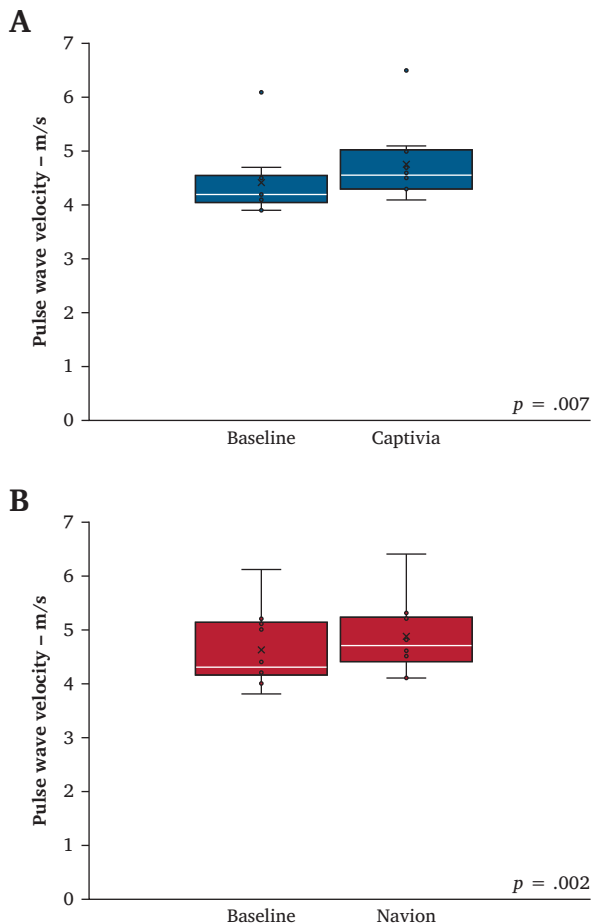 A
Pulse wave velocity – m/s
7
6
5
4
3
2
1
0
p = .007
Baseline
Captivia
B
Pulse wave velocity – m/s
7
6
5
4
3
2
1
0
p = .002
Baseline
Navion